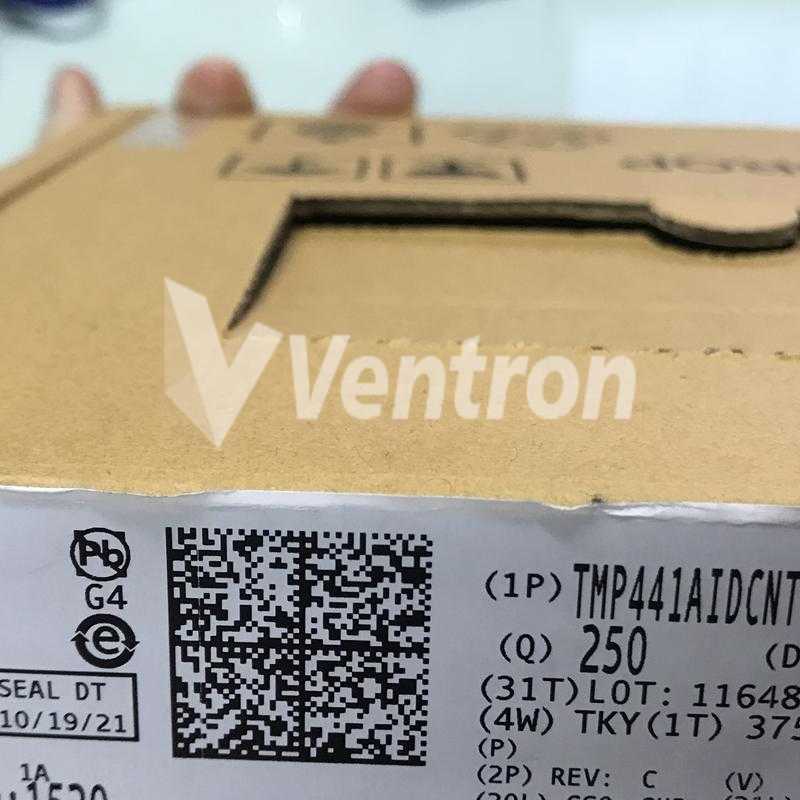 Ventron
Pb
G4
e
SEAL DT
10/19/21
1A
(1P) TMP441AIDCNT
(Q) 250 (D
(31T) LOT: 11648
(4W) TKY(1T) 375
(P)
(2P) REV: C (V)